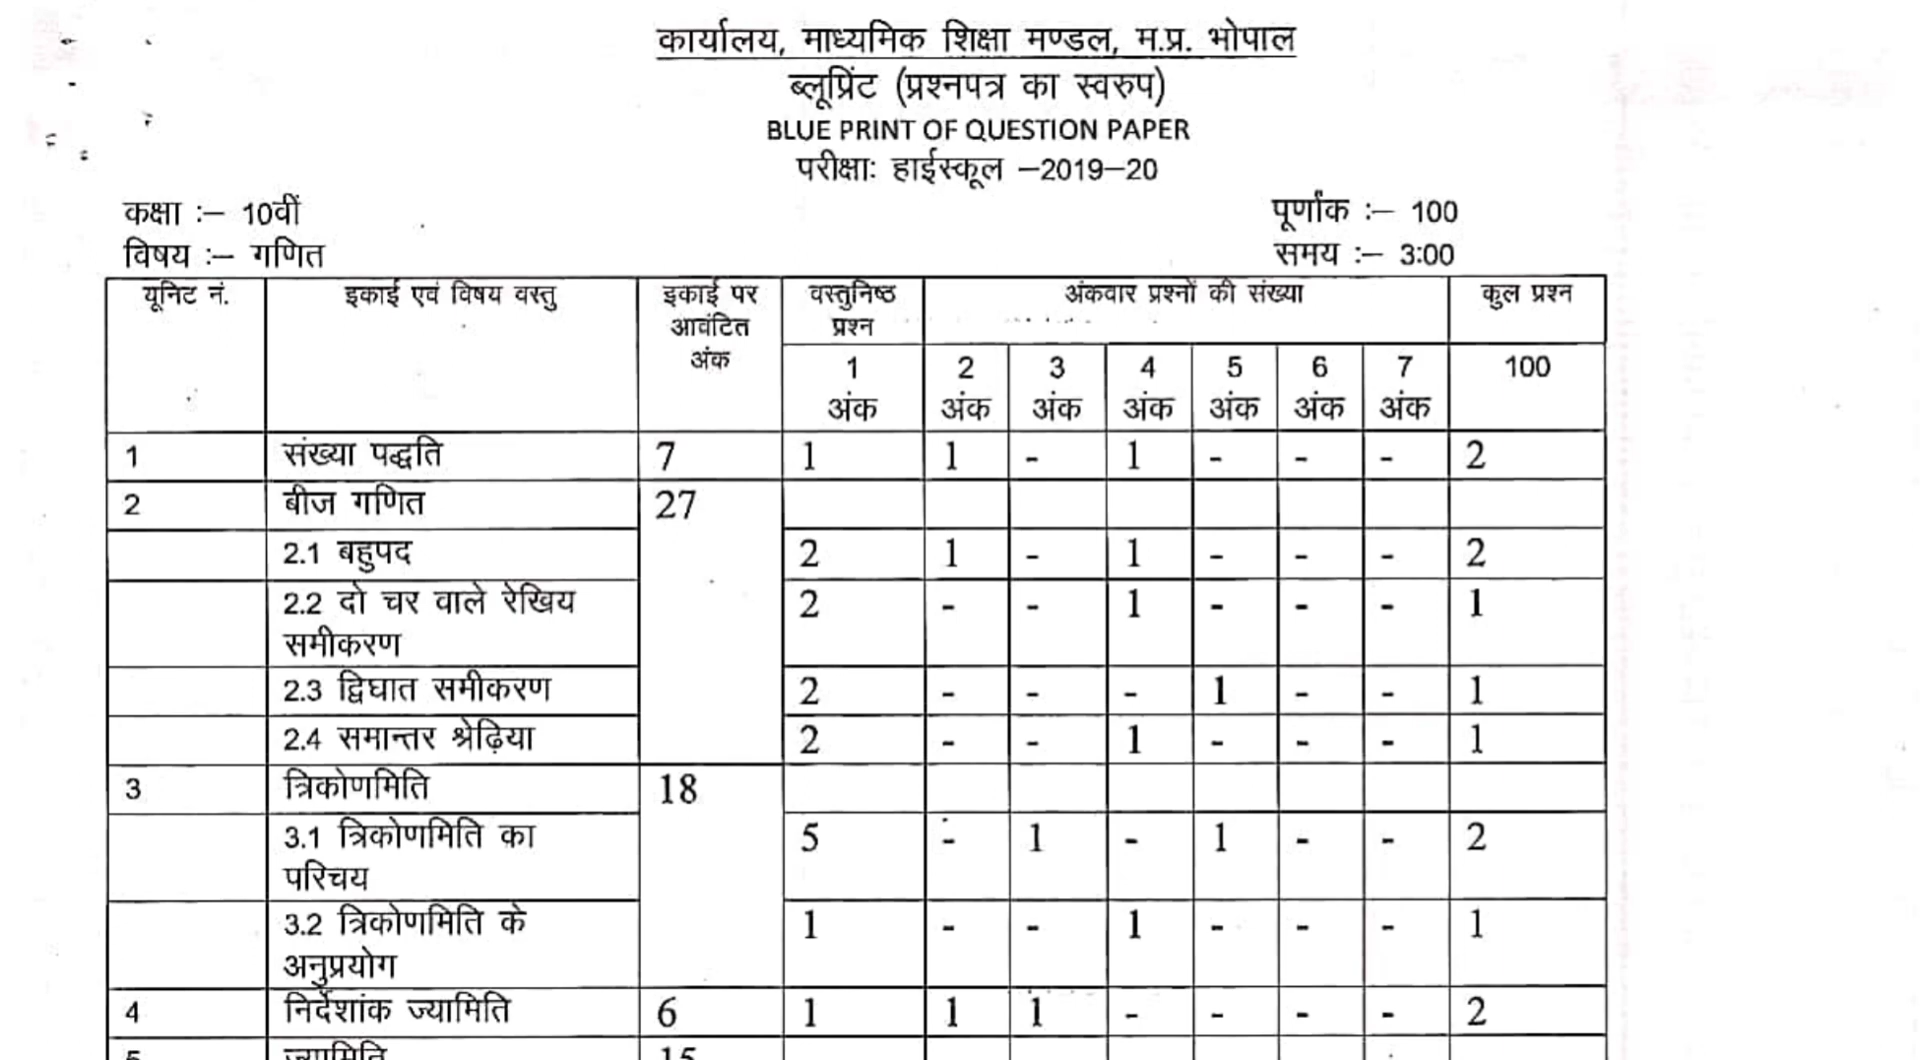 कार्यालय, माध्यमिक शिक्षा मण्डल, म.प्र. भोपाल
ब्लूप्रिंट (प्रश्नपत्र का स्वरुप)
BLUE PRINT OF QUESTION PAPER
परीक्षाः हाईस्कूल –2019–20
कक्षा :– 10वीं पूर्णांक :– 100
विषय :– गणित समय :– 3:00
यूनिट नं. इकाई एवं विषय वस्तु इकाई पर वस्तुनिष्ठ अंकवार प्रश्नों की संख्या कुल प्रश्न
आवंटित प्रश्न
अंक 1 2 3 4 5 6 7 100
अंक अंक अंक अंक अंक अंक अंक
1 संख्या पद्धति 7 1 1 - 1 - - - 2
2 बीज गणित 27
2.1 बहुपद 2 1 - 1 - - - 2
2.2 दो चर वाले रेखिय 2 - - 1 - - - 1
समीकरण
2.3 द्विघात समीकरण 2 - - - 1 - - 1
2.4 समान्तर श्रेढ़िया 2 - - 1 - - - 1
3 त्रिकोणमिति 18
3.1 त्रिकोणमिति का 5 - 1 - 1 - - 2
परिचय
3.2 त्रिकोणमिति के 1 - - 1 - - - 1
अनुप्रयोग
4 निर्देशांक ज्यामिति 6 1 1 1 - - - - 2
5 ज्यामिति 15